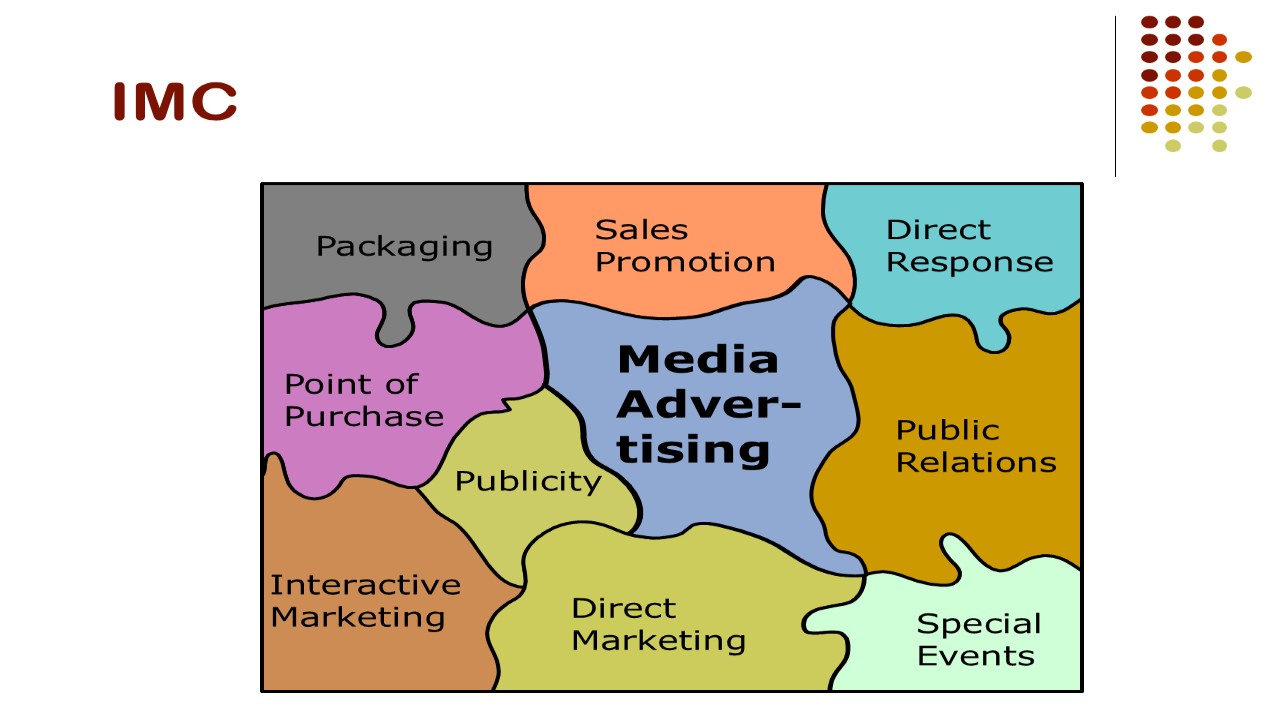 IMC
Packaging
Sales
Promotion
Direct
Response
Point of
Purchase
Media
Adver-
tising
Public
Relations
Publicity
Interactive
Marketing
Direct
Marketing
Special
Events